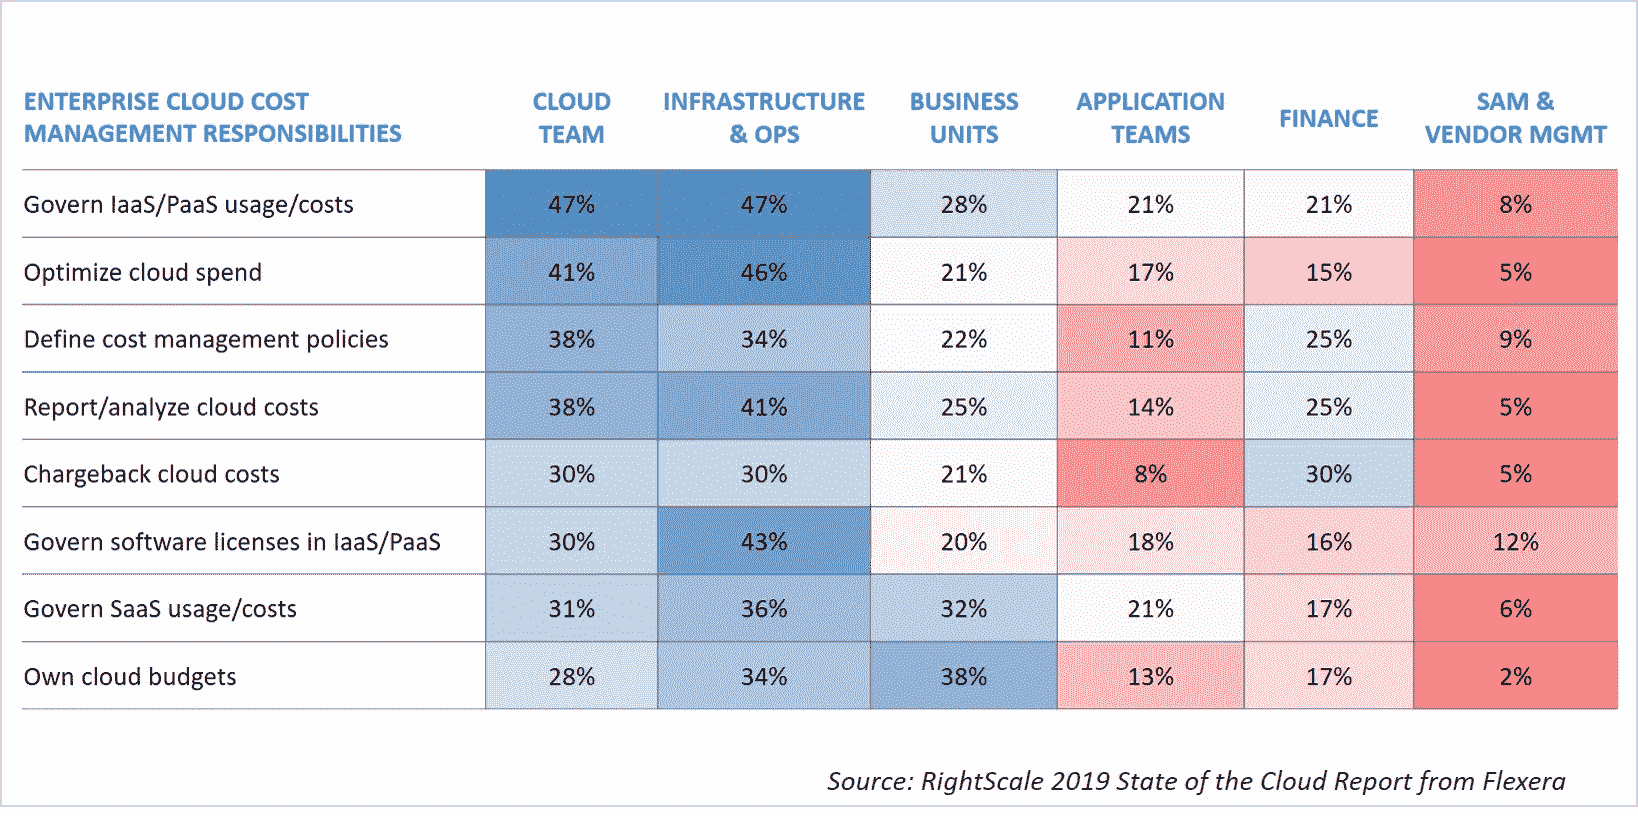 ENTERPRISE CLOUD COST
MANAGEMENT RESPONSIBILITIES
CLOUD
TEAM
INFRASTRUCTURE
& OPS
BUSINESS
UNITS
APPLICATION
TEAMS
FINANCE
SAM &
VENDOR MGMT
Govern IaaS/PaaS usage/costs 47% 47% 28% 21% 21% 8%
Optimize cloud spend 41% 46% 21% 17% 15% 5%
Define cost management policies 38% 34% 22% 11% 25% 9%
Report/analyze cloud costs 38% 41% 25% 14% 25% 5%
Chargeback cloud costs 30% 30% 21% 8% 30% 5%
Govern software licenses in IaaS/PaaS 30% 43% 20% 18% 16% 12%
Govern SaaS usage/costs 31% 36% 32% 21% 17% 6%
Own cloud budgets 28% 34% 38% 13% 17% 2%
Source: RightScale 2019 State of the Cloud Report from Flexera